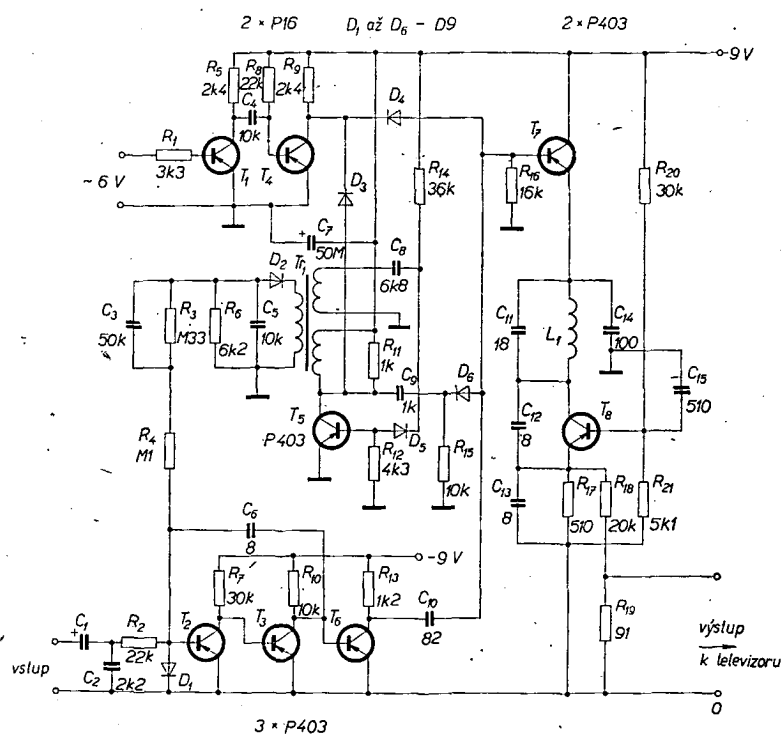 2 × P16
D₁ až D₆ – D9
2 × P403
–9 V
R₅
2k4
R₈
22k
R₉
2k4
C₄
10k
D₄
R₁
3k3
T₁
T₄
T₇
~ 6 V
D₃
R₁₄
36k
R₁₆
16k
R₂₀
30k
+ C₇
50M
C₈
6k8
D₂
Tr₁
C₃
50k
R₃
M33
R₆
6k2
C₅
10k
C₁₁
18
L₁
C₁₄
100
R₁₁
1k
C₉
1k
D₆
C₁₅
510
T₅
P403
D₅
C₁₂
8
T₈
R₄
M1
R₁₂
4k3
R₁₅
10k
C₁₃
8
R₁₇
510
R₁₈
20k
R₂₁
5k1
C₆
8
–9 V
R₇
30k
R₁₀
10k
R₁₃
1k2
C₁₀
82
C₁
+
R₂
22k
T₂
T₃
T₆
R₁₉
91
výstup
k televizoru
vstup
C₂
2k2
D₁
0
3 × P403